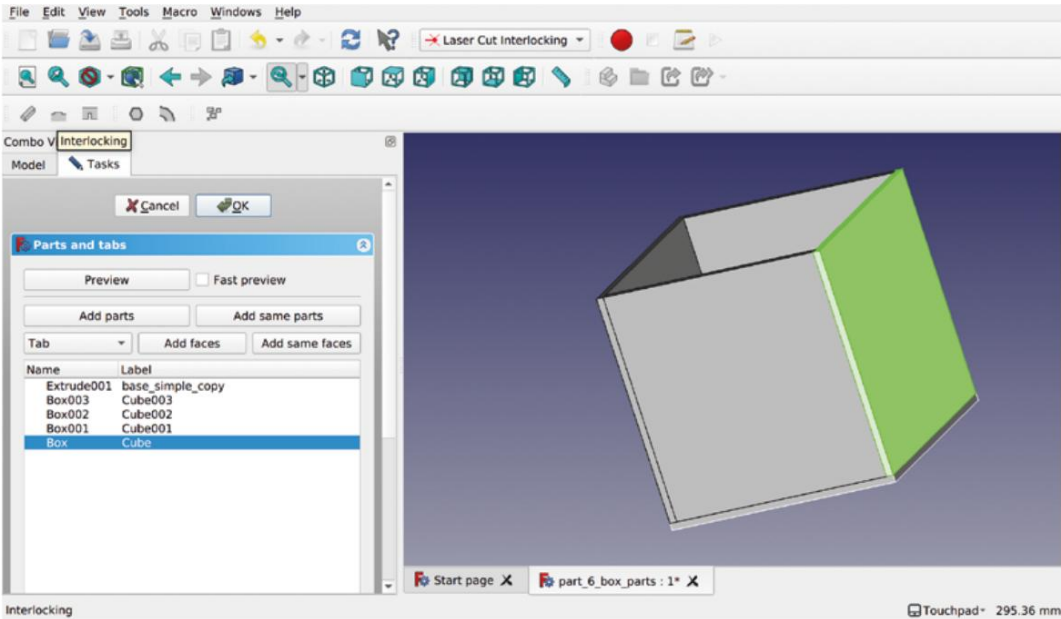 File Edit View Tools Macro Windows Help
Laser Cut Interlocking
Combo V
Interlocking
Model Tasks
Cancel OK
Parts and tabs
Preview Fast preview
Add parts Add same parts
Tab Add faces Add same faces
Name Label
Extrude001 base_simple_copy
Box003 Cube003
Box002 Cube002
Box001 Cube001
Box Cube
Start page part_6_box_parts : 1*
Interlocking Touchpad 295.36 mm